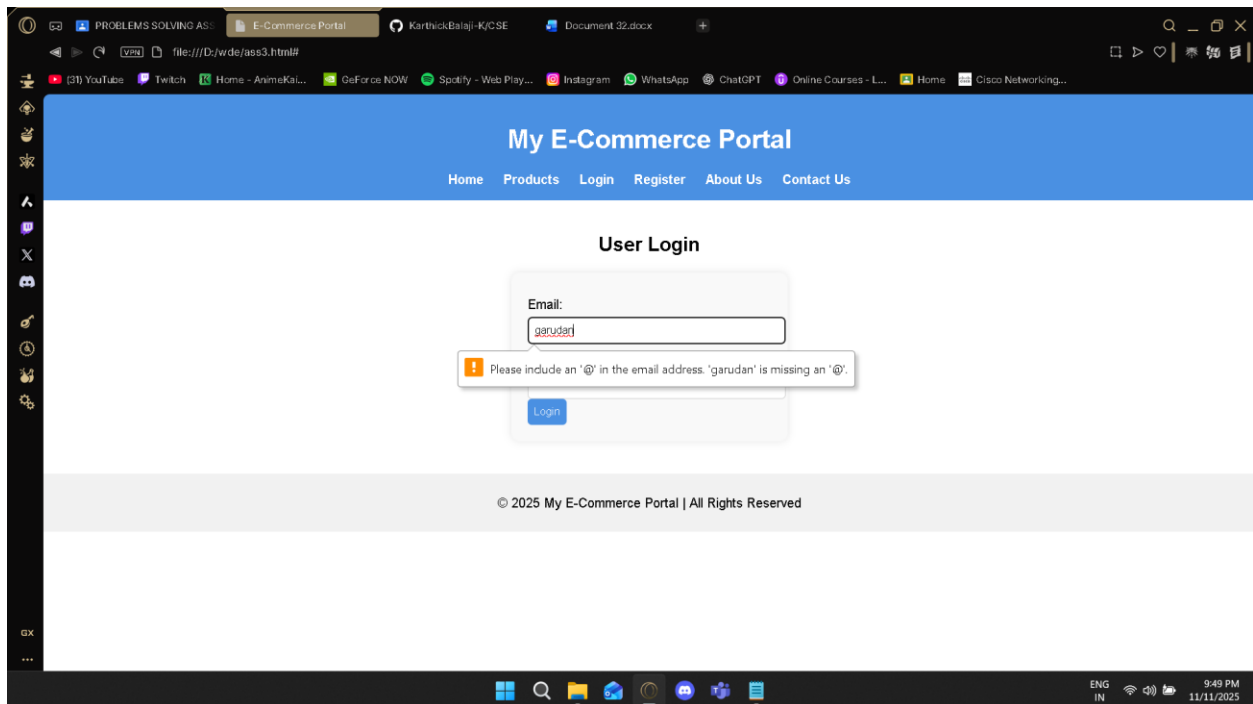 PROBLEMS SOLVING ASS
E-Commerce Portal
KarthickBalaji-K/CSE
Document 32.docx
VPN
file:///D:/wde/ass3.html#
(31) YouTube
Twitch
Home - AnimeKai...
GeForce NOW
Spotify - Web Play...
Instagram
WhatsApp
ChatGPT
Online Courses - L...
Home
Cisco Networking...
My E-Commerce Portal
Home Products Login Register About Us Contact Us
User Login
Email:
garudan
Please include an '@' in the email address. 'garudan' is missing an '@'.
Login
© 2025 My E-Commerce Portal | All Rights Reserved
GX
ENG
IN
9:49 PM
11/11/2025